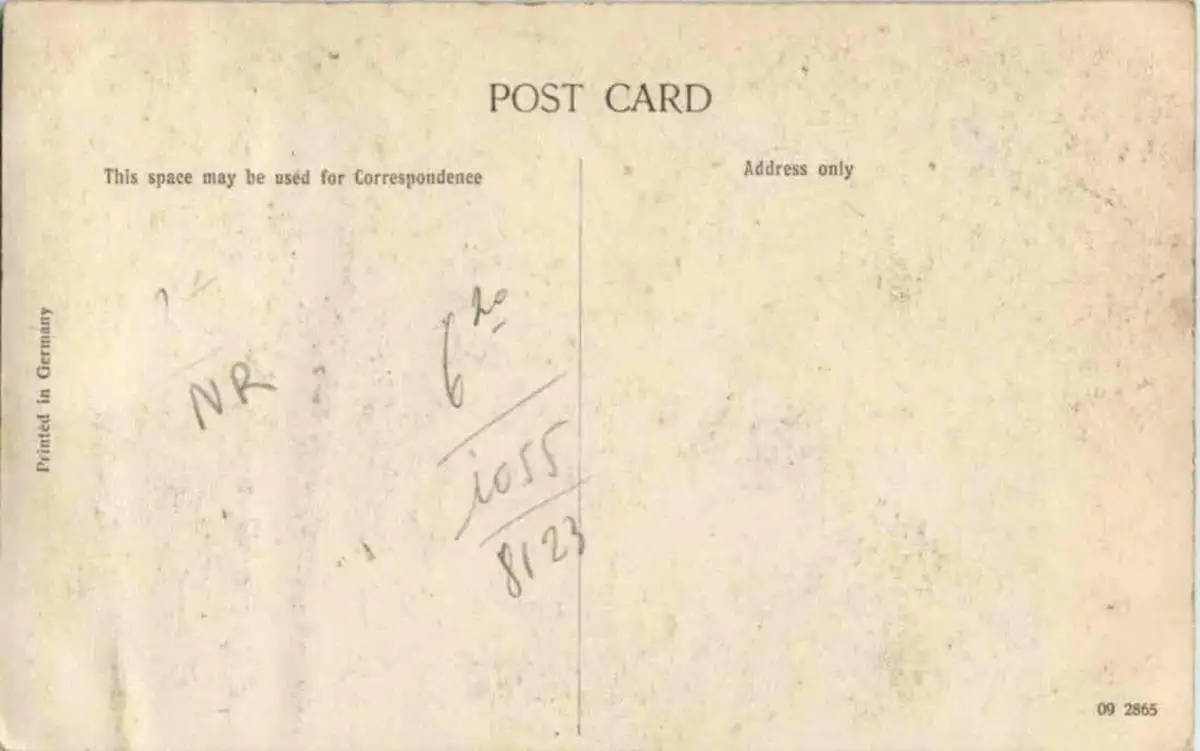 POST CARD
This space may be used for Correspondence
Address only
Printed in Germany
6 20
NR
1055
8123
09 2865